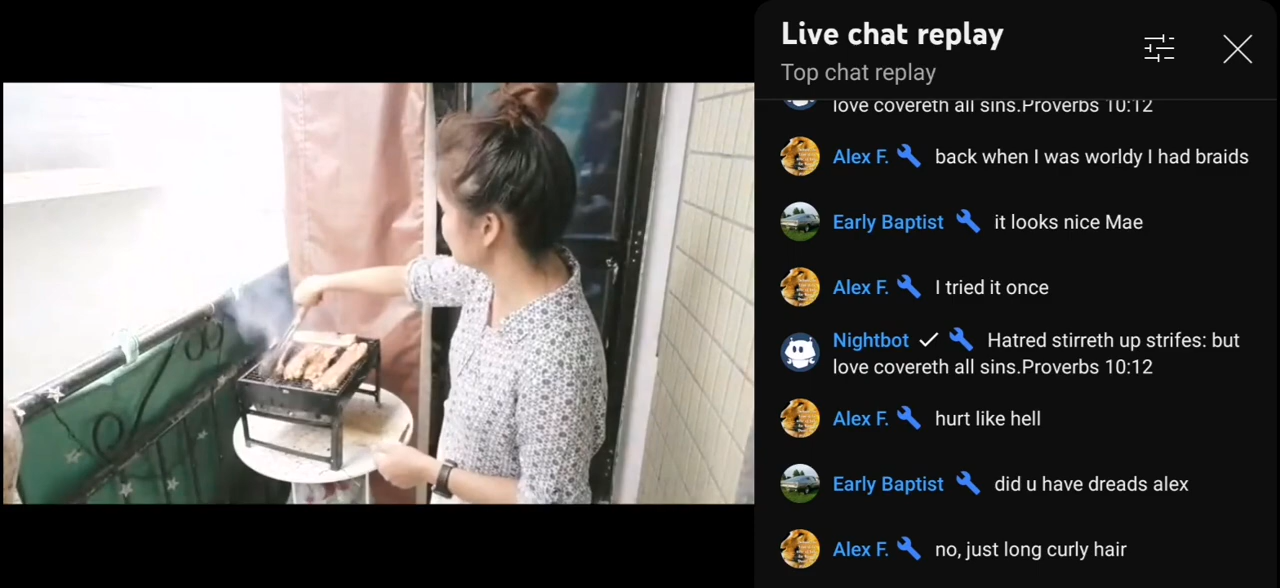 Live chat replay
Top chat replay
love covereth all sins.Proverbs 10:12
Alex F. back when I was worldy I had braids
Early Baptist it looks nice Mae
Alex F. I tried it once
Nightbot Hatred stirreth up strifes: but
love covereth all sins.Proverbs 10:12
Alex F. hurt like hell
Early Baptist did u have dreads alex
Alex F. no, just long curly hair